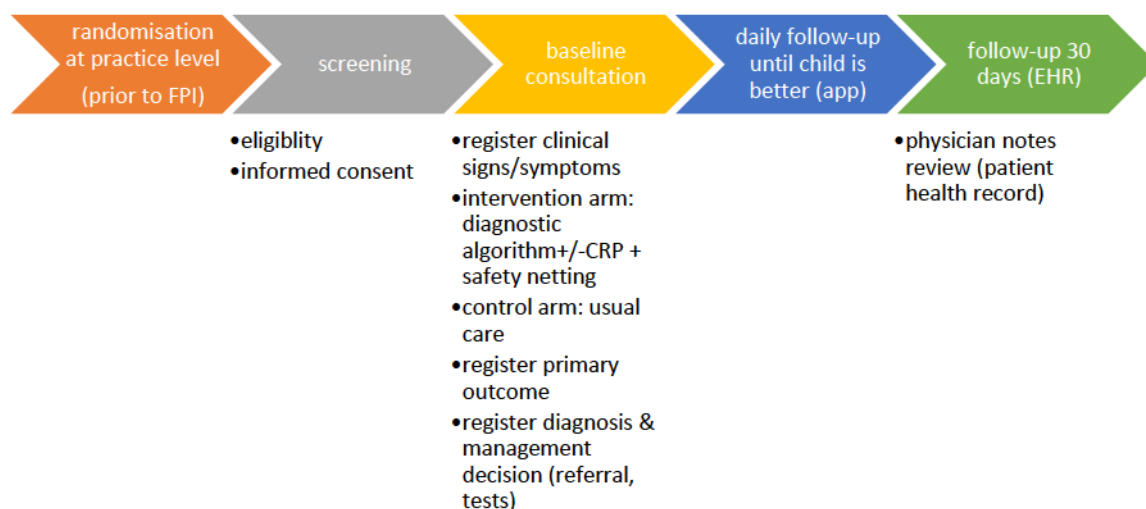 randomisation
at practice level
(prior to FPI)
screening
baseline
consultation
daily follow-up
until child is
better (app)
follow-up 30
days (EHR)
•eligiblity
•informed consent
•register clinical
signs/symptoms
•intervention arm:
diagnostic
algorithm+/-CRP +
safety netting
•control arm: usual
care
•register primary
outcome
•register diagnosis &
management
decision (referral,
tests)
•physician notes
review (patient
health record)